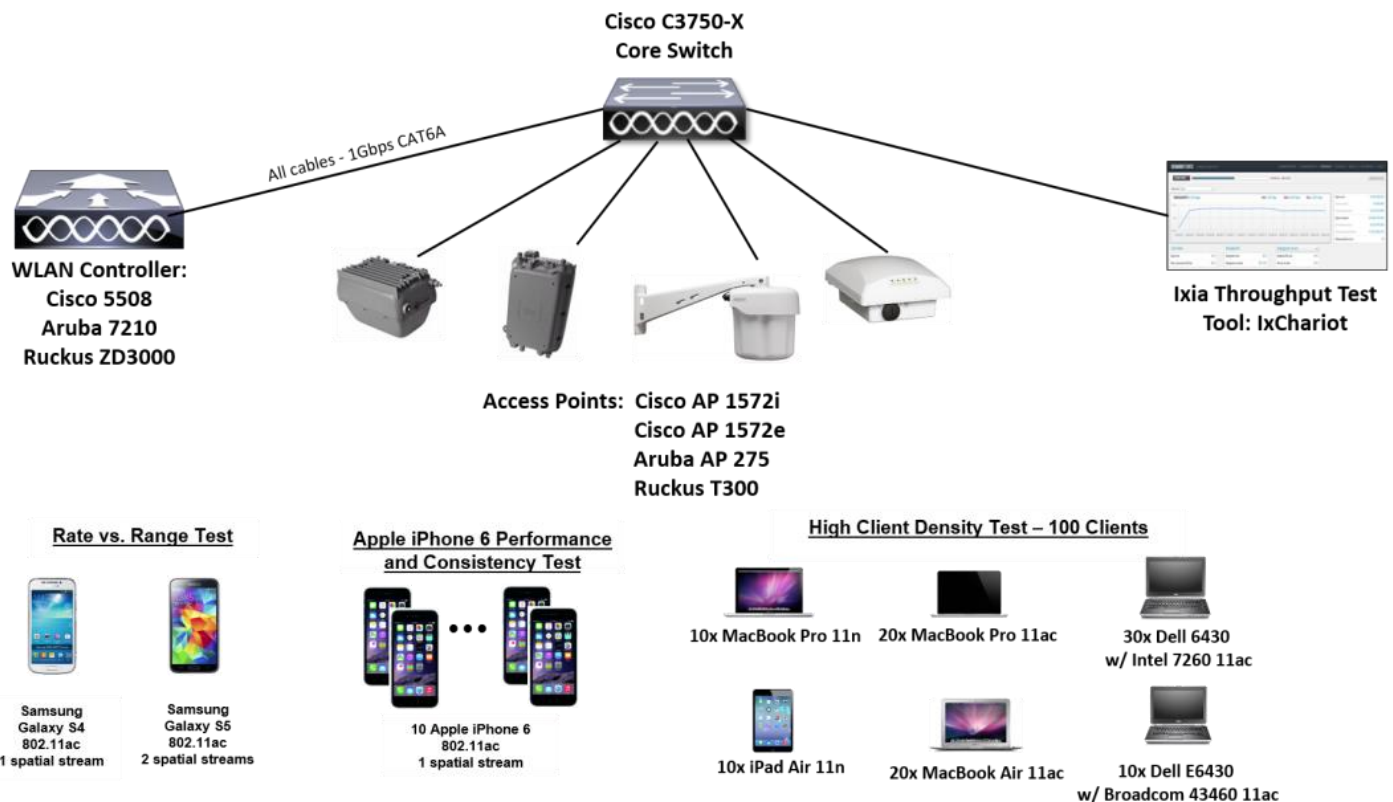 Cisco C3750-X
Core Switch
All cables - 1Gbps CAT6A
WLAN Controller:
Cisco 5508
Aruba 7210
Ruckus ZD3000
Ixia Throughput Test
Tool: IxChariot
Access Points: Cisco AP 1572i
Cisco AP 1572e
Aruba AP 275
Ruckus T300
Rate vs. Range Test
Samsung
Galaxy S4
802.11ac
1 spatial stream
Samsung
Galaxy S5
802.11ac
2 spatial streams
Apple iPhone 6 Performance
and Consistency Test
10 Apple iPhone 6
802.11ac
1 spatial stream
High Client Density Test – 100 Clients
10x MacBook Pro 11n
20x MacBook Pro 11ac
30x Dell 6430
w/ Intel 7260 11ac
10x iPad Air 11n
20x MacBook Air 11ac
10x Dell E6430
w/ Broadcom 43460 11ac